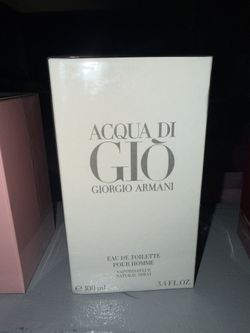 ACQUA DI
GIÒ
GIORGIO ARMANI
EAU DE TOILETTE
POUR HOMME
VAPORISATEUR
NATURAL SPRAY
e 100 ml 3.4 FL.OZ.